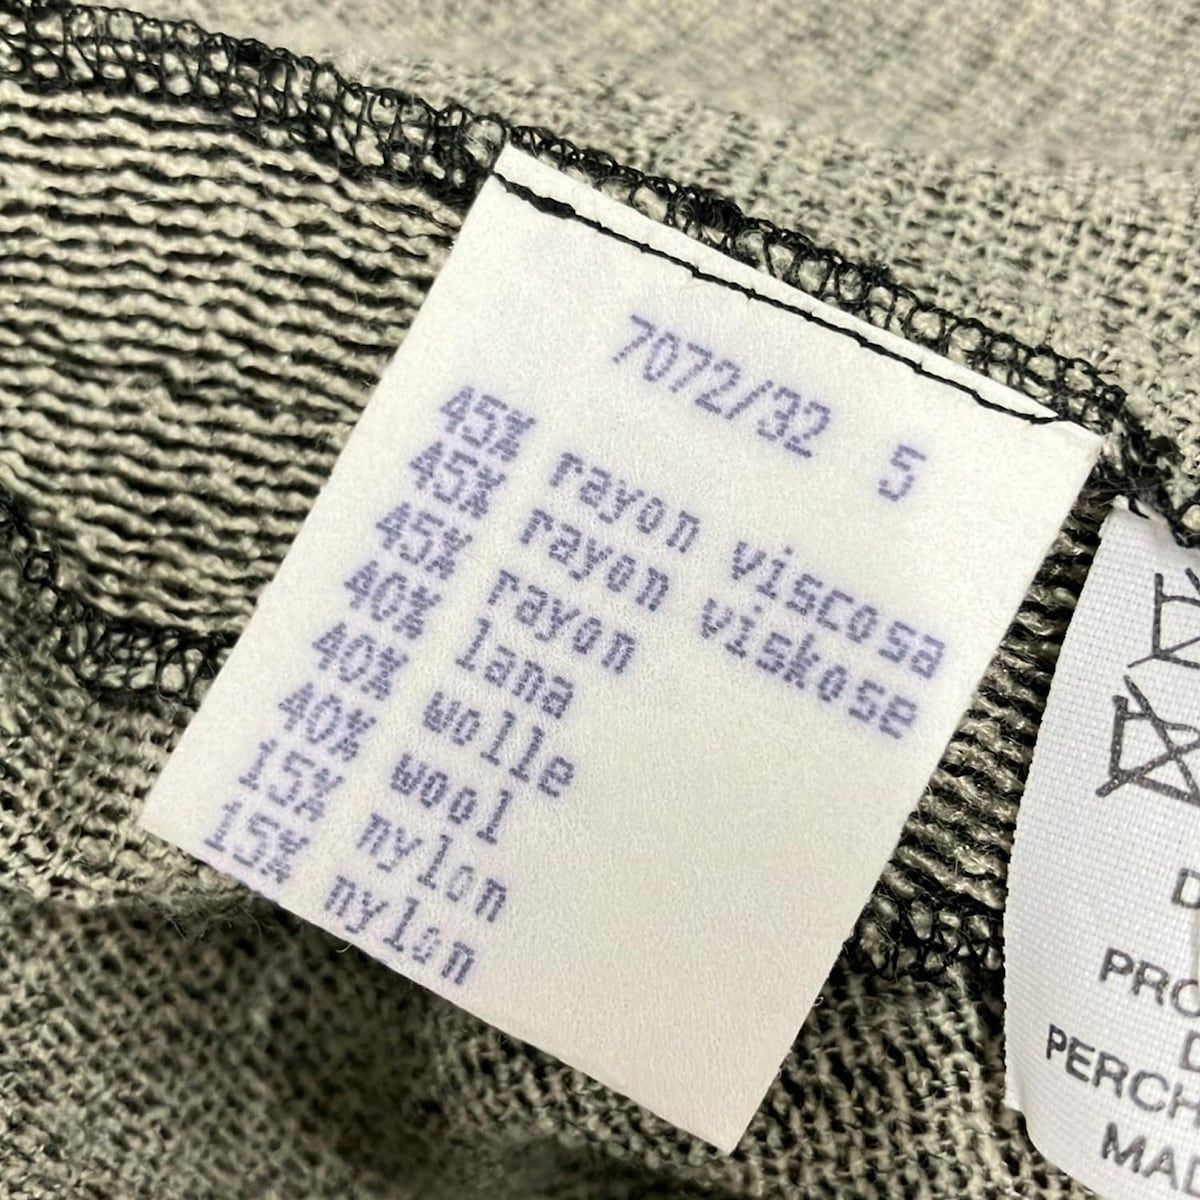 7072/32 5
45% rayon viscosa
45% rayon viskose
45% rayon
40% lana
40% wolle
40% wool
15% nylon
15% nylon
PRO
PERCH
MA